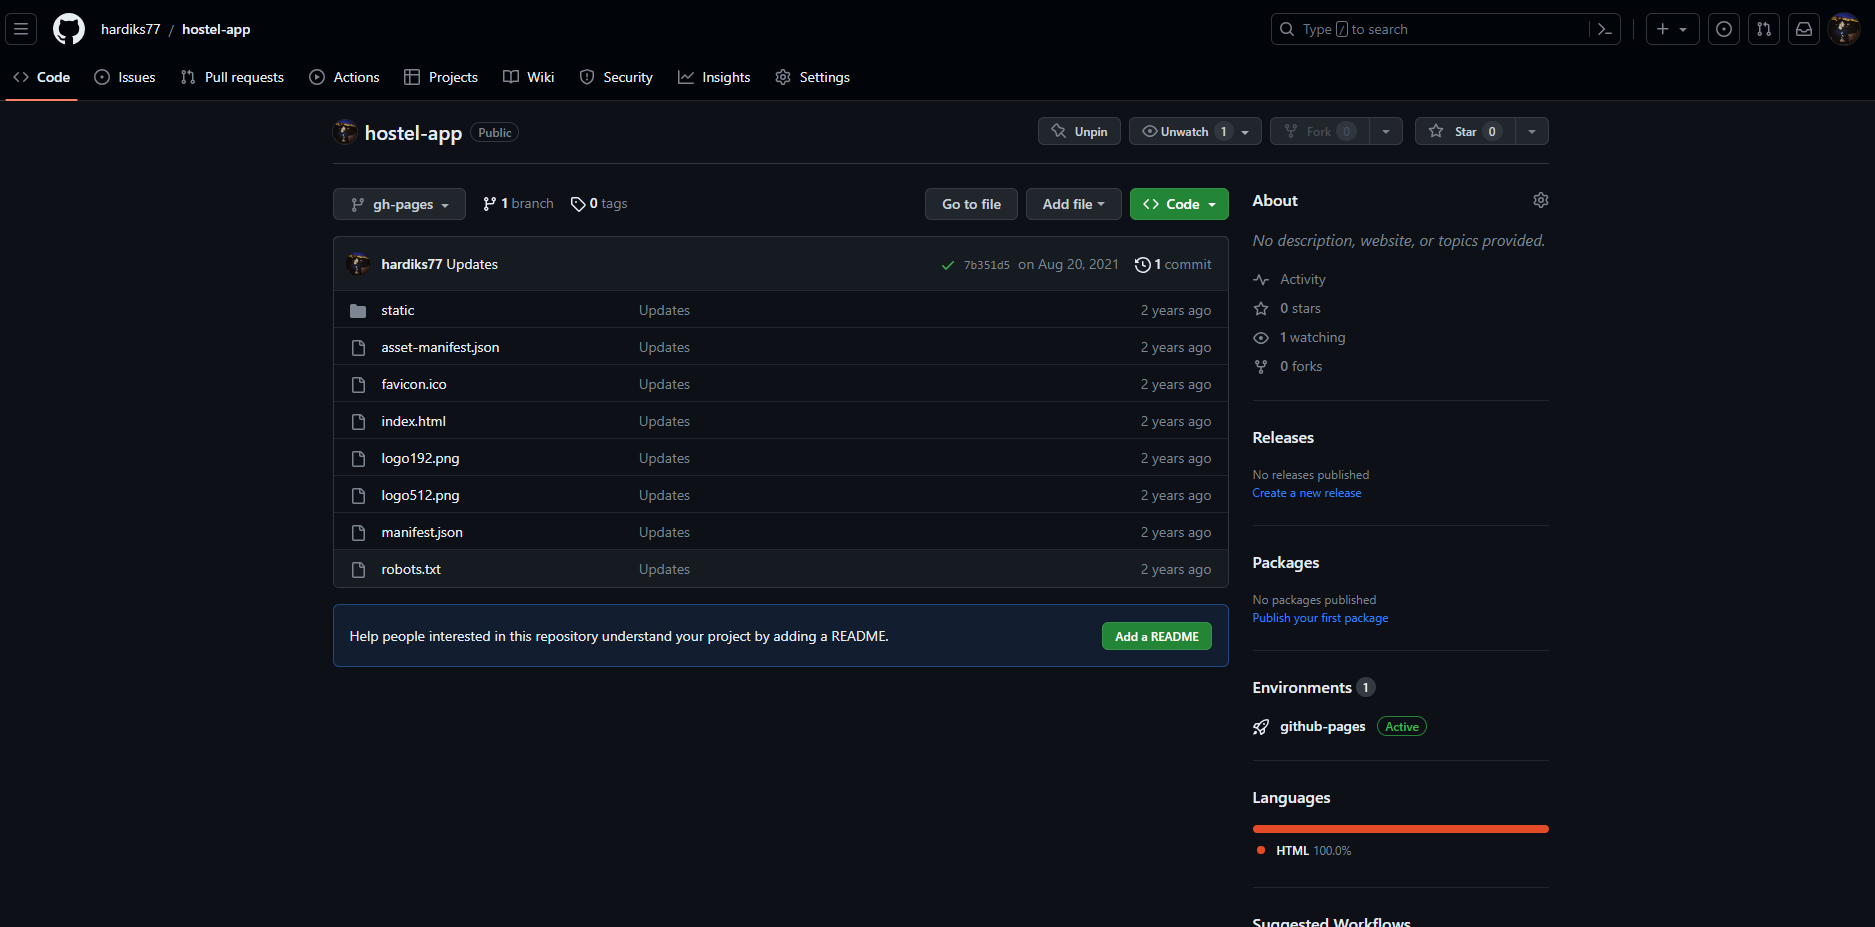 hardiks77 / hostel-app
Type / to search
Code Issues Pull requests Actions Projects Wiki Security Insights Settings
hostel-app Public
Unpin Unwatch 1 Fork 0 Star 0
gh-pages 1 branch 0 tags Go to file Add file Code
hardiks77 Updates 7b351d5 on Aug 20, 2021 1 commit
static Updates 2 years ago
asset-manifest.json Updates 2 years ago
favicon.ico Updates 2 years ago
index.html Updates 2 years ago
logo192.png Updates 2 years ago
logo512.png Updates 2 years ago
manifest.json Updates 2 years ago
robots.txt Updates 2 years ago
Help people interested in this repository understand your project by adding a README. Add a README
About
No description, website, or topics provided.
Activity
0 stars
1 watching
0 forks
Releases
No releases published
Create a new release
Packages
No packages published
Publish your first package
Environments 1
github-pages Active
Languages
HTML 100.0%
Suggested Workflows